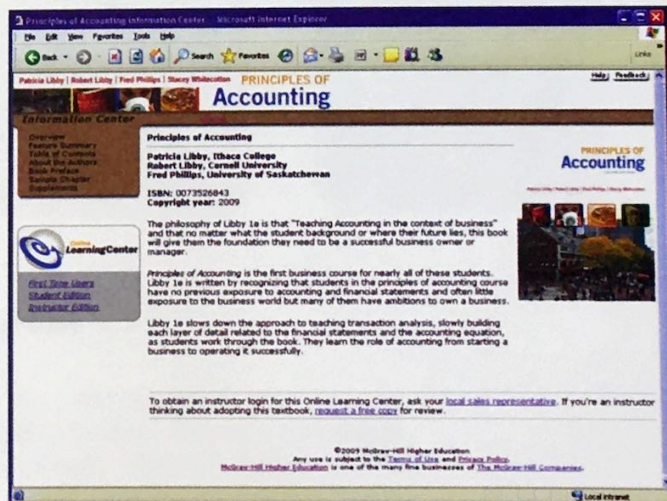 Principles of Accounting Information Center - Microsoft Internet Explorer
File Edit View Favorites Tools Help
Back Search Favorites Links
Patricia Libby | Robert Libby | Fred Phillips | Stacey Whitecotton
PRINCIPLES OF
Accounting
Help | Feedback
Information Center
Overview
Feature Summary
Table of Contents
About the Authors
Book Preface
Sample Chapter
Supplements
Online
LearningCenter
First Time Users
Student Edition
Instructor Edition
Principles of Accounting
Patricia Libby, Ithaca College
Robert Libby, Cornell University
Fred Phillips, University of Saskatchewan
ISBN: 0073526843
Copyright year: 2009
The philosophy of Libby 1e is that "Teaching Accounting in the context of business"
and that no matter what the student background or where their future lies, this book
will give them the foundation they need to be a successful business owner or
manager.
Principles of Accounting is the first business course for nearly all of these students.
Libby 1e is written by recognizing that students in the principles of accounting course
have no previous exposure to accounting and financial statements and often little
exposure to the business world but many of them have ambitions to own a business.
Libby 1e slows down the approach to teaching transaction analysis, slowly building
each layer of detail related to the financial statements and the accounting equation,
as students work through the book. They learn the role of accounting from starting a
business to operating it successfully.
PRINCIPLES OF
Accounting
Patricia Libby | Robert Libby | Fred Phillips | Stacey Whitecotton
To obtain an instructor login for this Online Learning Center, ask your local sales representative. If you're an instructor
thinking about adopting this textbook, request a free copy for review.
©2009 McGraw-Hill Higher Education
Any use is subject to the Terms of Use and Privacy Policy.
McGraw-Hill Higher Education is one of the many fine businesses of The McGraw-Hill Companies.
Local intranet